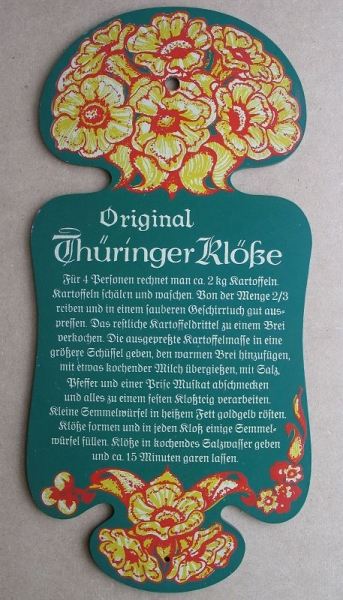 Original
Thüringer Klöße
Für 4 Personen rechnet man ca. 2 kg Kartoffeln.
Kartoffeln schälen und waschen. Von der Menge 2/3
reiben und in einem sauberen Geschirrtuch gut aus-
pressen. Das restliche Kartoffeldrittel zu einem Brei
verkochen. Die ausgepreßte Kartoffelmasse in eine
größere Schüssel geben, den warmen Brei hinzufügen,
mit etwas kochender Milch übergießen, mit Salz,
Pfeffer und einer Prise Muskat abschmecken
und alles zu einem festen Kloßteig verarbeiten.
Kleine Semmelwürfel in heißem Fett goldgelb rösten.
Klöße formen und in jeden Kloß einige Semmel-
würfel füllen. Klöße in kochendes Salzwasser geben
und ca. 15 Minuten garen lassen.